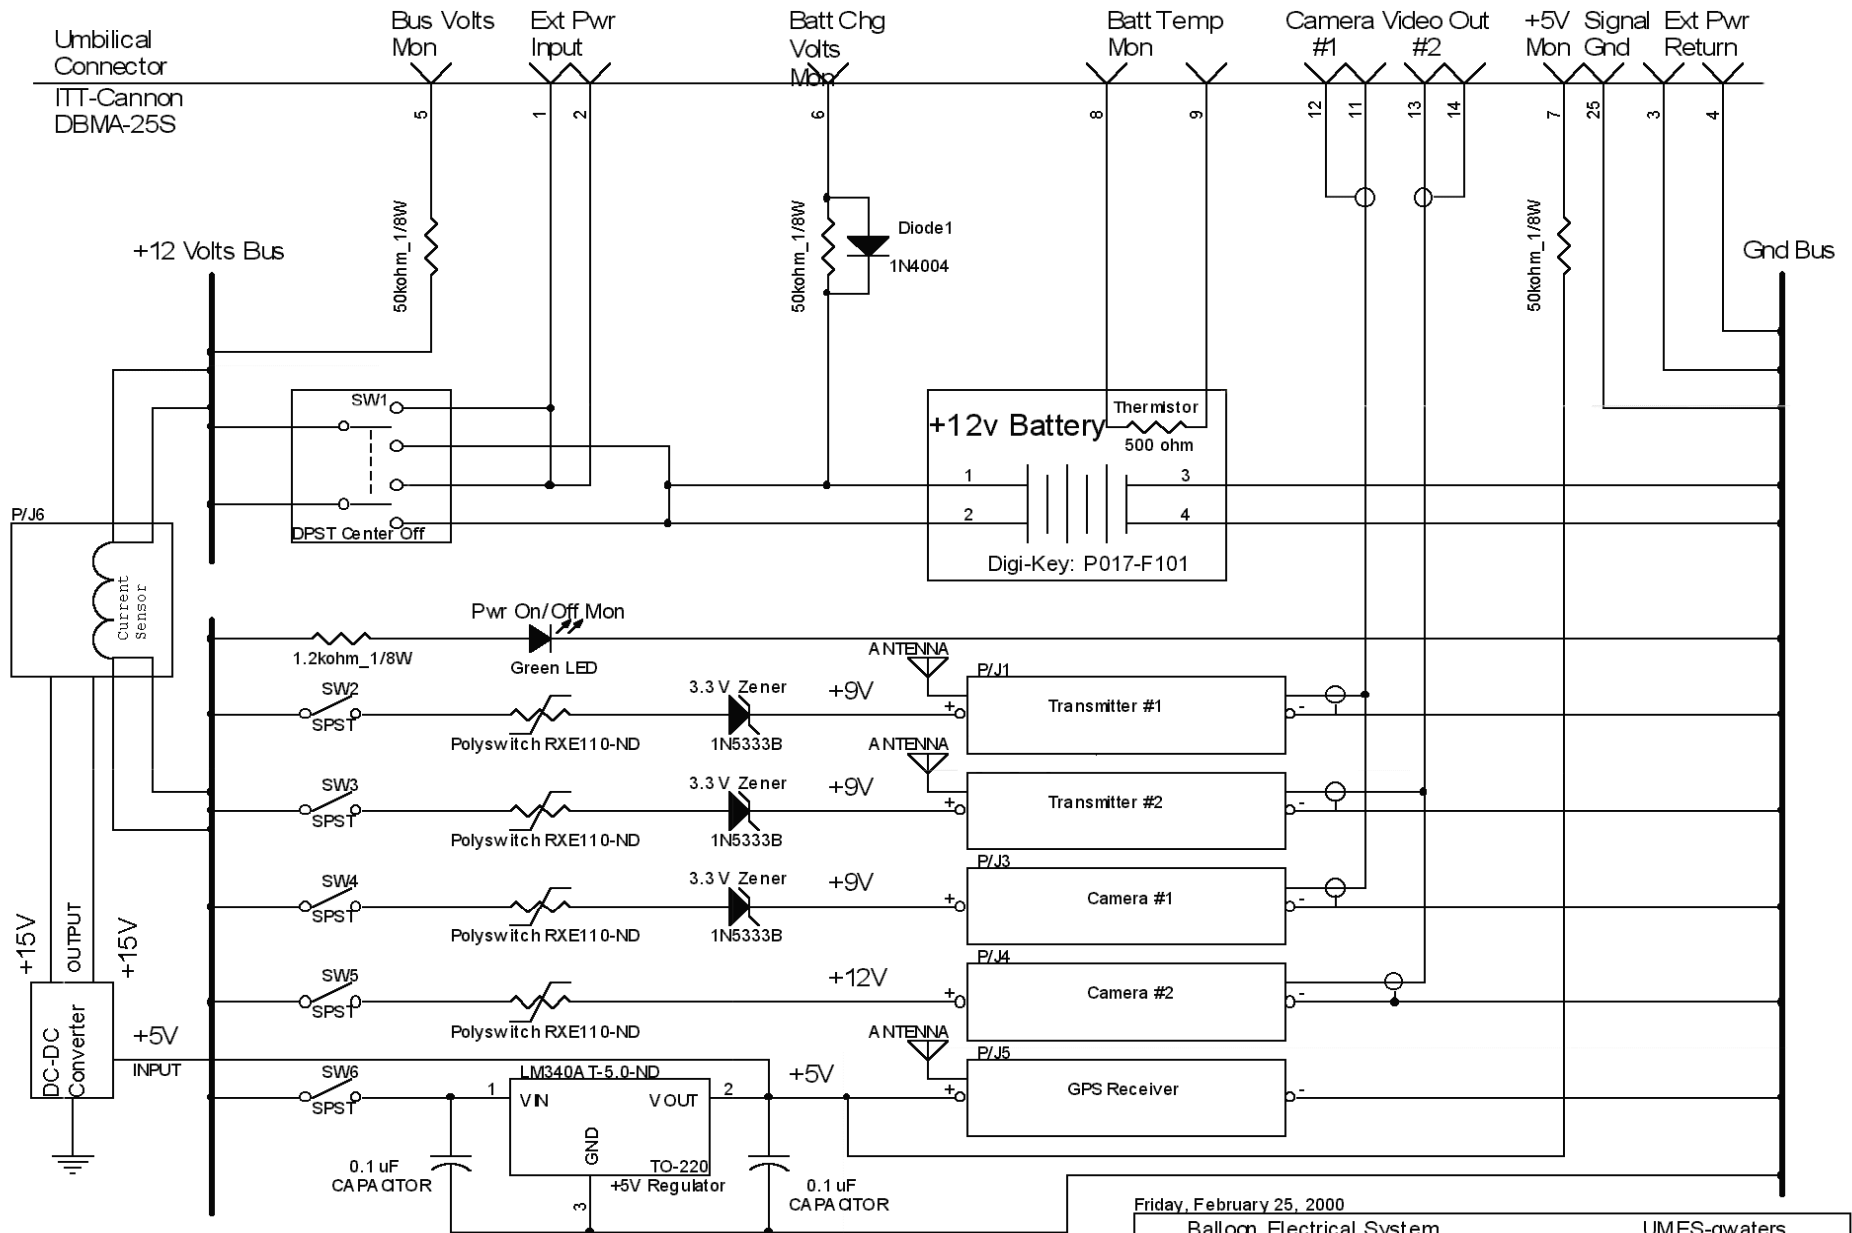 Umbilical
Connector
ITT-Cannon
DBMA-25S
Bus Volts
Mon
Ext Pwr
Input
Batt Chg
Volts
Mon
Batt Temp
Mon
Camera Video Out
#1
#2
+5V
Mon
Signal
Gnd
Ext Pwr
Return
5
1
2
6
8
9
12
11
13
14
7
25
3
4
50kohm_1/8W
50kohm_1/8W
Diode1
1N4004
50kohm_1/8W
+12 Volts Bus
Gnd Bus
SW1
DPST Center Off
+12v Battery
Thermistor
500 ohm
1
2
3
4
Digi-Key: P017-F101
P/J6
Current
Sensor
Pwr On/Off Mon
1.2kohm_1/8W
Green LED
SW2
SPST
Polyswitch RXE110-ND
3.3 V Zener
1N5333B
+9V
ANTENNA
P/J1
+
Transmitter #1
-
SW3
SPST
Polyswitch RXE110-ND
3.3 V Zener
1N5333B
+9V
ANTENNA
+
Transmitter #2
-
SW4
SPST
Polyswitch RXE110-ND
3.3 V Zener
1N5333B
+9V
P/J3
+
Camera #1
-
SW5
SPST
Polyswitch RXE110-ND
+12V
P/J4
+
Camera #2
-
+15V
OUTPUT
+15V
DC-DC
Converter
+5V
INPUT
SW6
SPST
LM340AT-5.0-ND
1
VIN
VOUT
2
GND
TO-220
+5V Regulator
3
+5V
ANTENNA
P/J5
+
GPS Receiver
-
0.1 uF
CAPACITOR
0.1 uF
CAPACITOR
Friday, February 25, 2000
Balloon Electrical System
UMES-gwaters